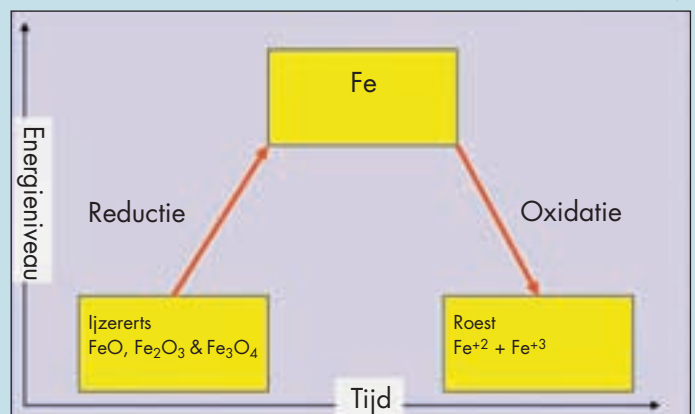 Fe
Energieniveau
Reductie
Oxidatie
Ijzererts
FeO, Fe₂O₃ & Fe₃O₄
Roest
Fe⁺² + Fe⁺³
Tijd